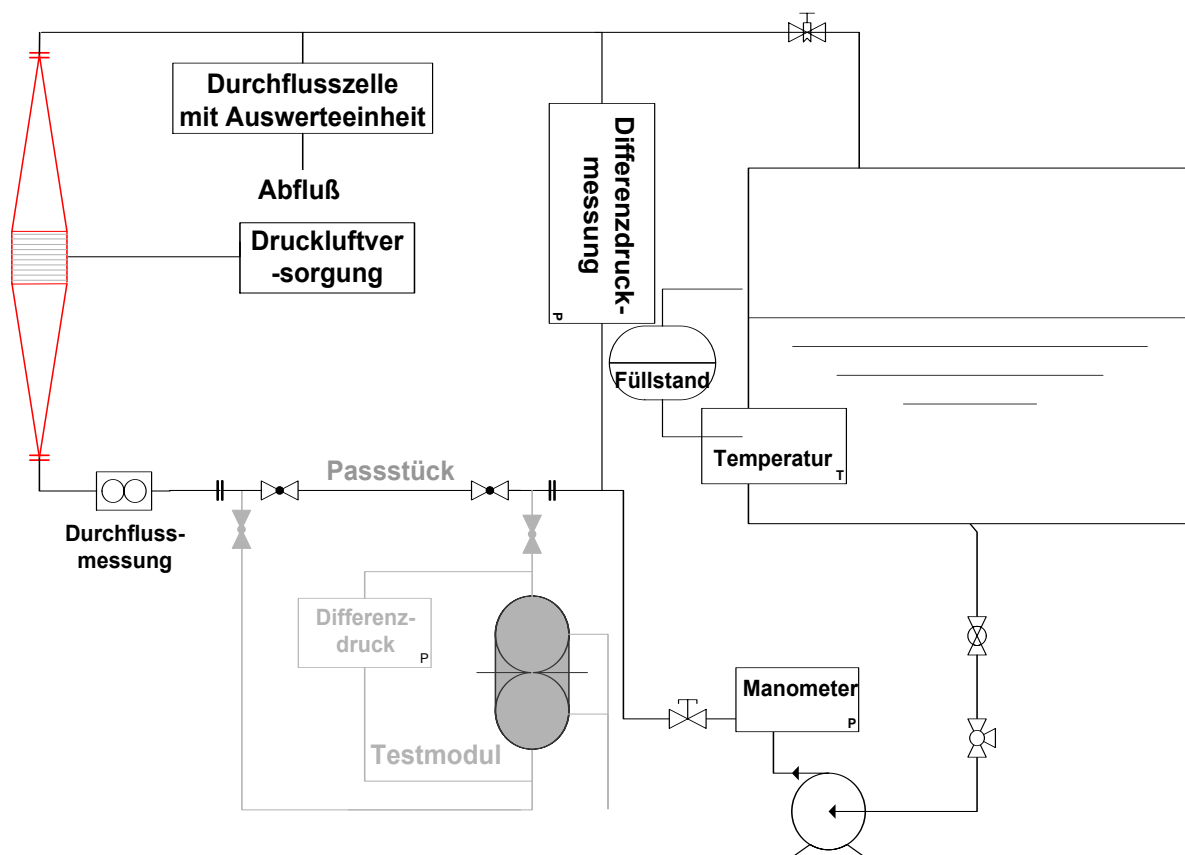 Durchflusszelle
mit Auswerteeinheit
Abfluß
Druckluftver
-sorgung
Differenzdruck-
messung
P
Füllstand
Temperatur
T
Passstück
Durchfluss-
messung
Differenz-
druck
P
Testmodul
Manometer
P